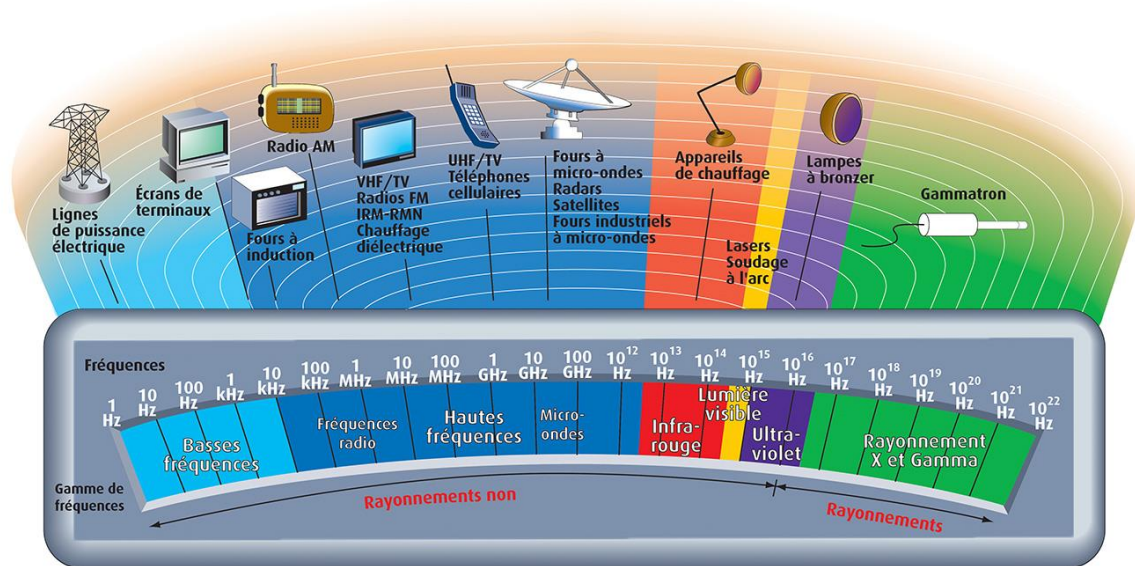 Lignes
de puissance
électrique
Écrans de
terminaux
Radio AM
Fours à
induction
VHF/TV
Radios FM
IRM-RMN
Chauffage
diélectrique
UHF/TV
Téléphones
cellulaires
Fours à
micro-ondes
Radars
Satellites
Fours industriels
à micro-ondes
Appareils
de chauffage
Lasers
Soudage
à l'arc
Lampes
à bronzer
Gammatron
Fréquences
1
Hz
10
Hz
100
Hz
1
kHz
10
kHz
100
kHz
1
MHz
10
MHz
100
MHz
1
GHz
10
GHz
100
GHz
10¹²
Hz
10¹³
Hz
10¹⁴
Hz
10¹⁵
Hz
10¹⁶
Hz
10¹⁷
Hz
10¹⁸
Hz
10¹⁹
Hz
10²⁰
Hz
10²¹
Hz
10²²
Hz
Gamme de
fréquences
Basses
fréquences
Fréquences
radio
Hautes
fréquences
Micro-
ondes
Infra-
rouge
Lumière
visible
Ultra-
violet
Rayonnement
X et Gamma
Rayonnements non
Rayonnements